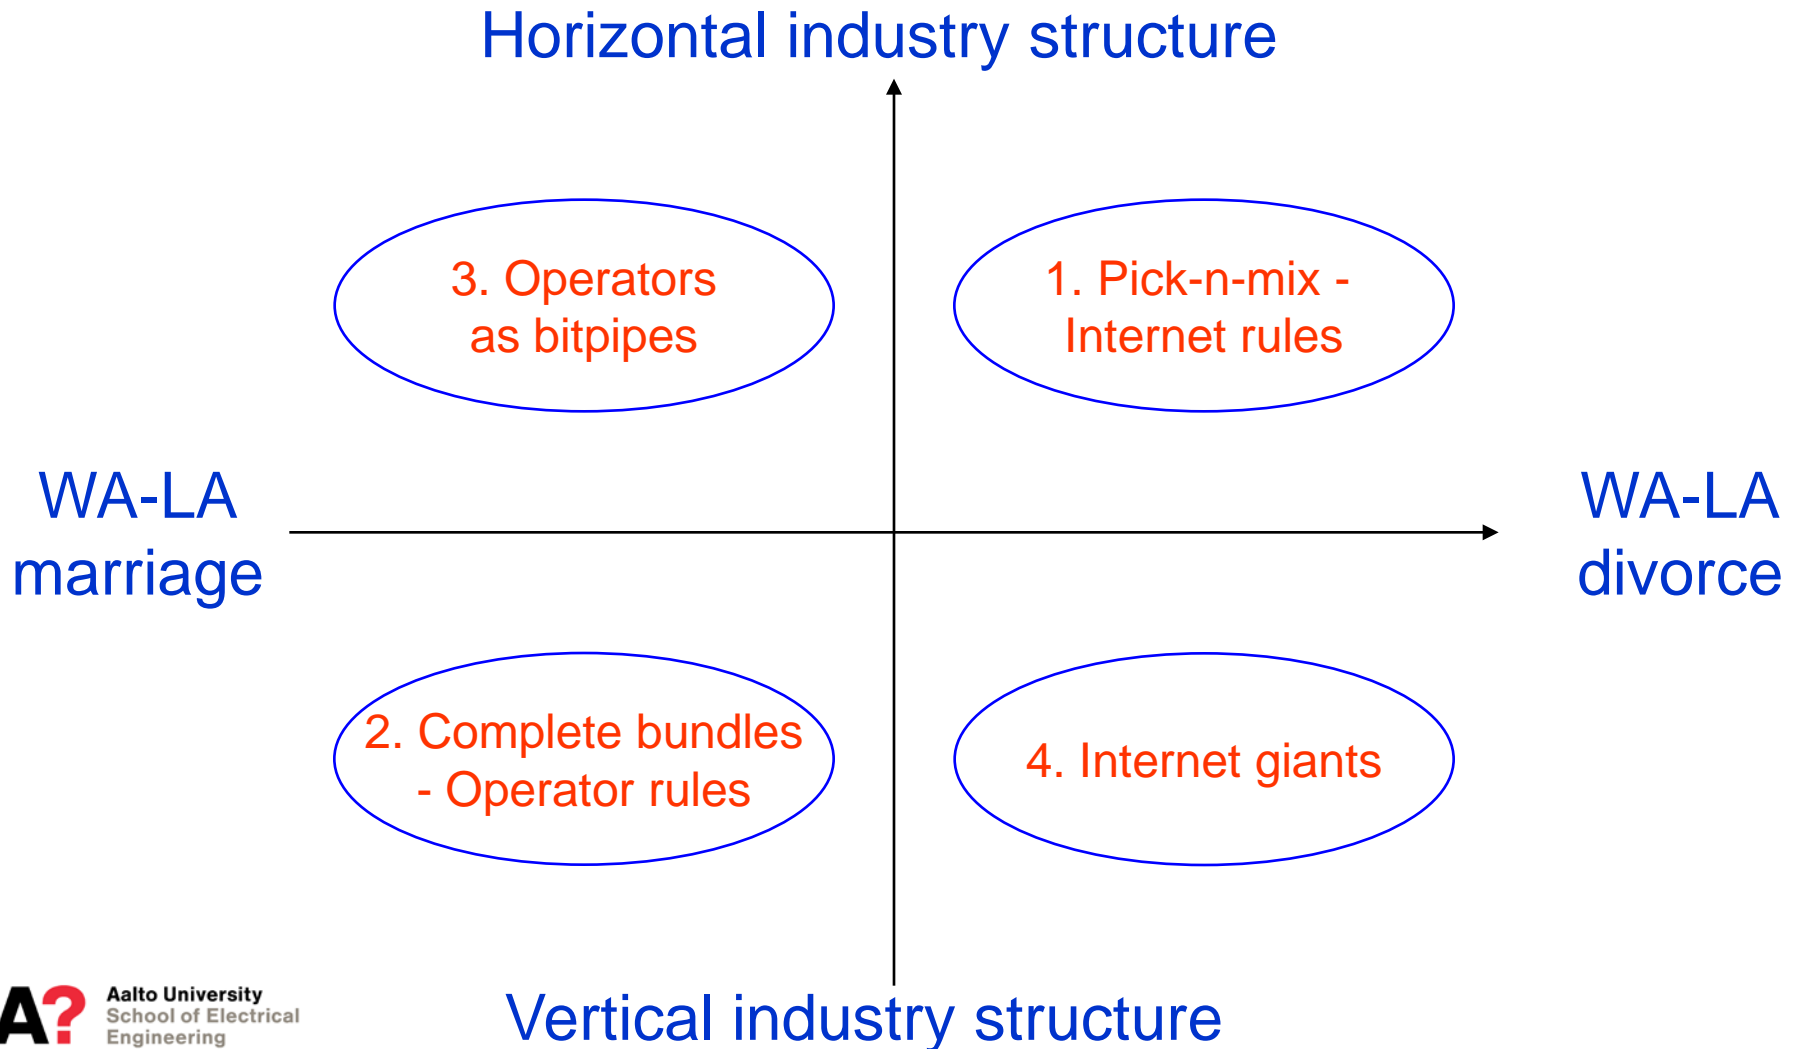 Horizontal industry structure
3. Operators
as bitpipes
1. Pick-n-mix -
Internet rules
WA-LA
marriage
WA-LA
divorce
2. Complete bundles
- Operator rules
4. Internet giants
A?
Aalto University
School of Electrical
Engineering
Vertical industry structure